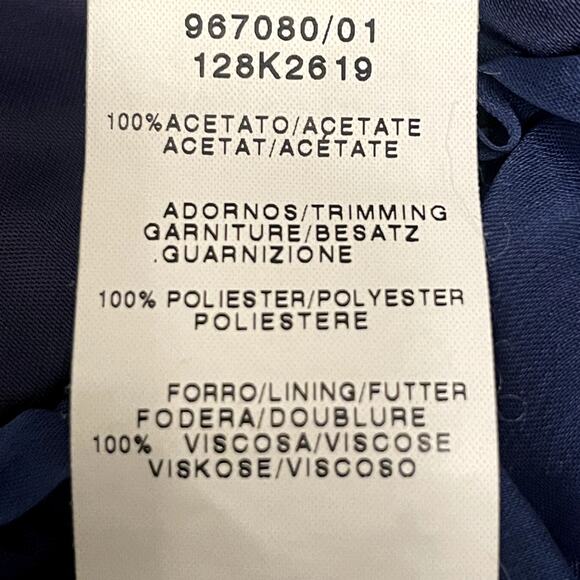 967080/01
128K2619
100%ACETATO/AÇETATE
ACETAT/ACÉTATE
ADORNOS/TRIMMING
GARNITURE/BESATZ
.GUARNIZIONE
100% POLIESTER/POLYESTER
POLIESTERE
FORRO/LINING/FUTTER
FODERA/DOUBLURE
100% VISCOSA/VISCOSE
VISKOSE/VISCOSO